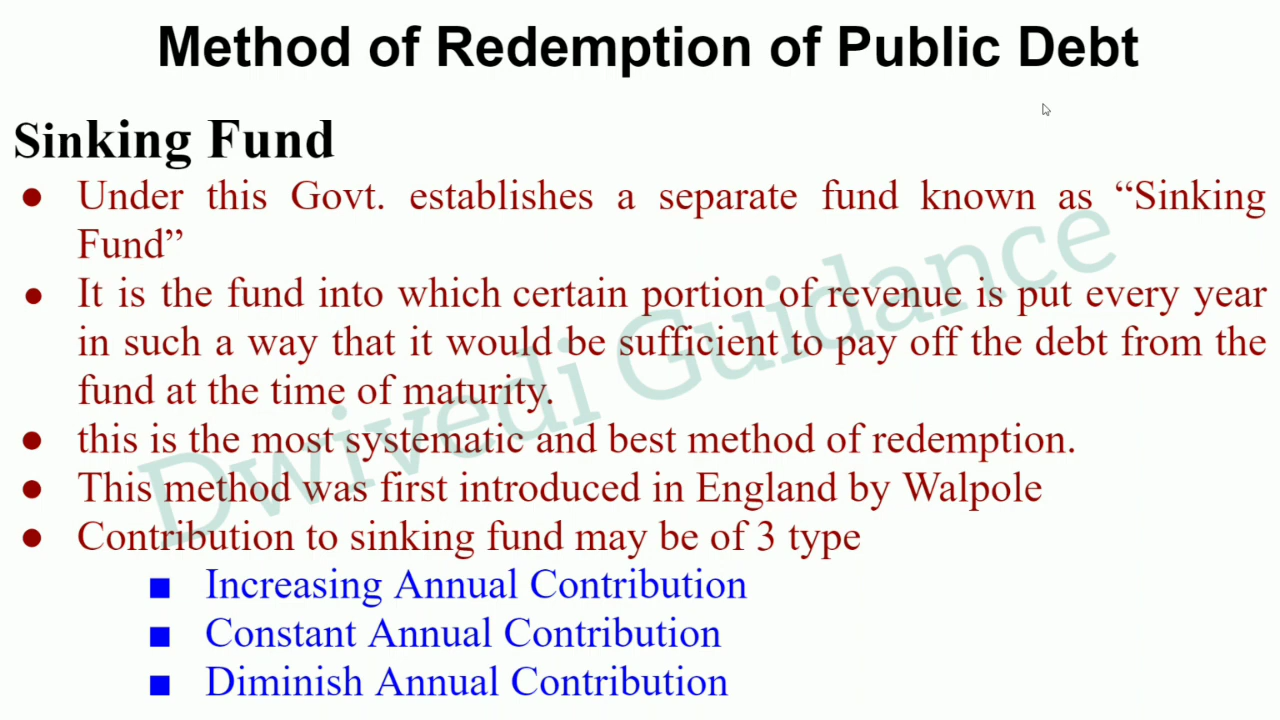 Method of Redemption of Public Debt
Sinking Fund
● Under this Govt. establishes a separate fund known as “Sinking
Fund”
● It is the fund into which certain portion of revenue is put every year
in such a way that it would be sufficient to pay off the debt from the
fund at the time of maturity.
● this is the most systematic and best method of redemption.
● This method was first introduced in England by Walpole
● Contribution to sinking fund may be of 3 type
■ Increasing Annual Contribution
■ Constant Annual Contribution
■ Diminish Annual Contribution
Dwivedi Guidance